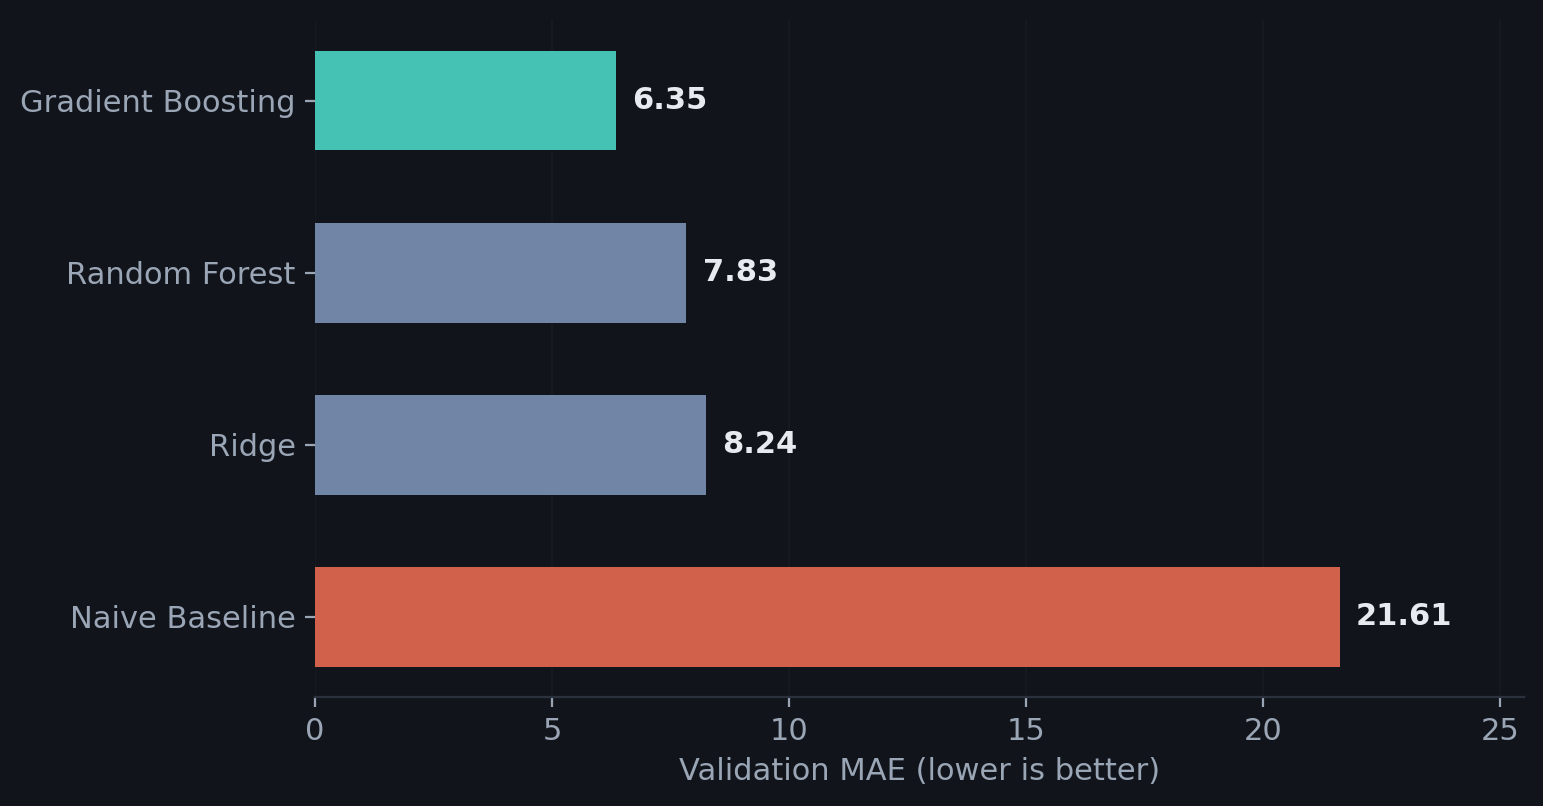 Gradient Boosting 6.35
Random Forest 7.83
Ridge 8.24
Naive Baseline 21.61
0 5 10 15 20 25
Validation MAE (lower is better)